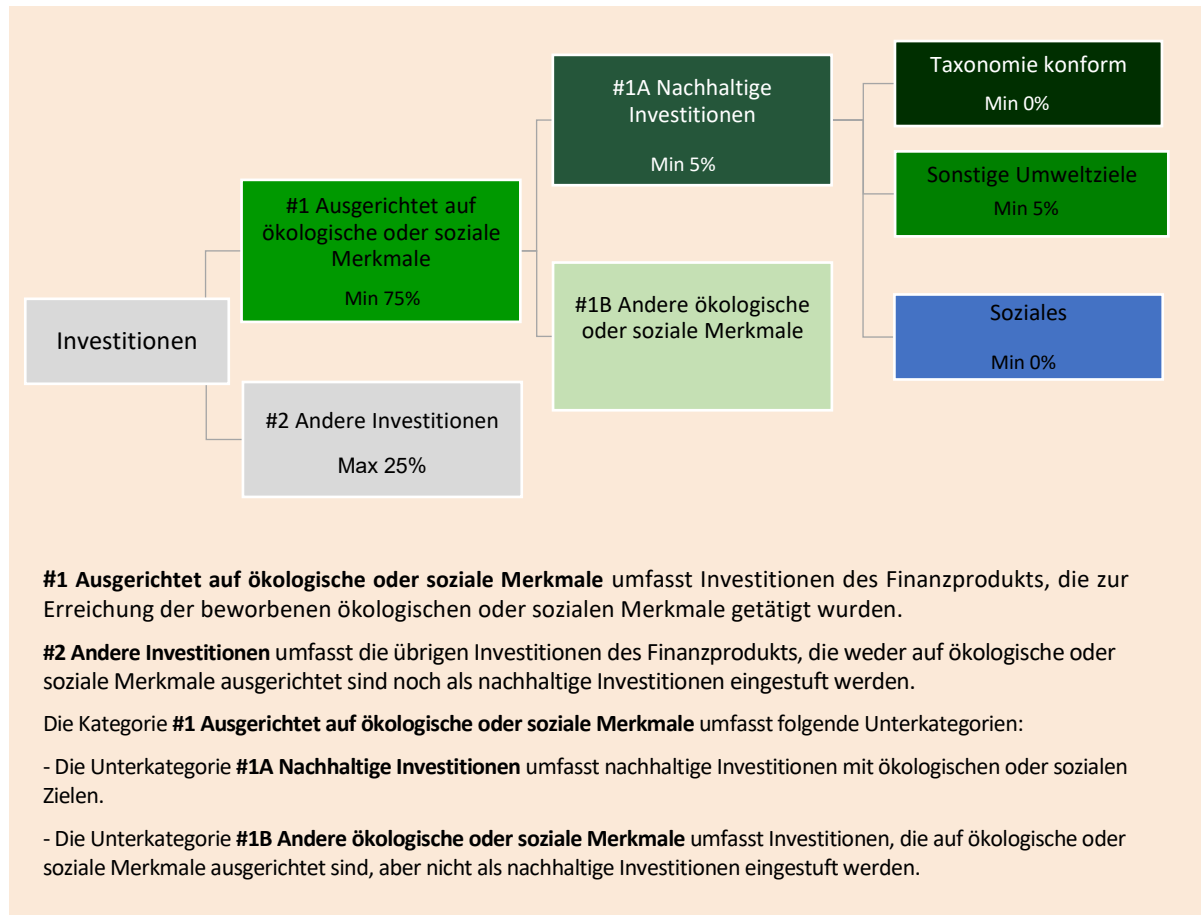 Investitionen
#1 Ausgerichtet auf
ökologische oder soziale
Merkmale
Min 75%
#2 Andere Investitionen
Max 25%
#1A Nachhaltige
Investitionen
Min 5%
#1B Andere ökologische
oder soziale Merkmale
Taxonomie konform
Min 0%
Sonstige Umweltziele
Min 5%
Soziales
Min 0%
#1 Ausgerichtet auf ökologische oder soziale Merkmale umfasst Investitionen des Finanzprodukts, die zur
Erreichung der beworbenen ökologischen oder sozialen Merkmale getätigt wurden.
#2 Andere Investitionen umfasst die übrigen Investitionen des Finanzprodukts, die weder auf ökologische oder
soziale Merkmale ausgerichtet sind noch als nachhaltige Investitionen eingestuft werden.
Die Kategorie #1 Ausgerichtet auf ökologische oder soziale Merkmale umfasst folgende Unterkategorien:
- Die Unterkategorie #1A Nachhaltige Investitionen umfasst nachhaltige Investitionen mit ökologischen oder sozialen
Zielen.
- Die Unterkategorie #1B Andere ökologische oder soziale Merkmale umfasst Investitionen, die auf ökologische oder
soziale Merkmale ausgerichtet sind, aber nicht als nachhaltige Investitionen eingestuft werden.